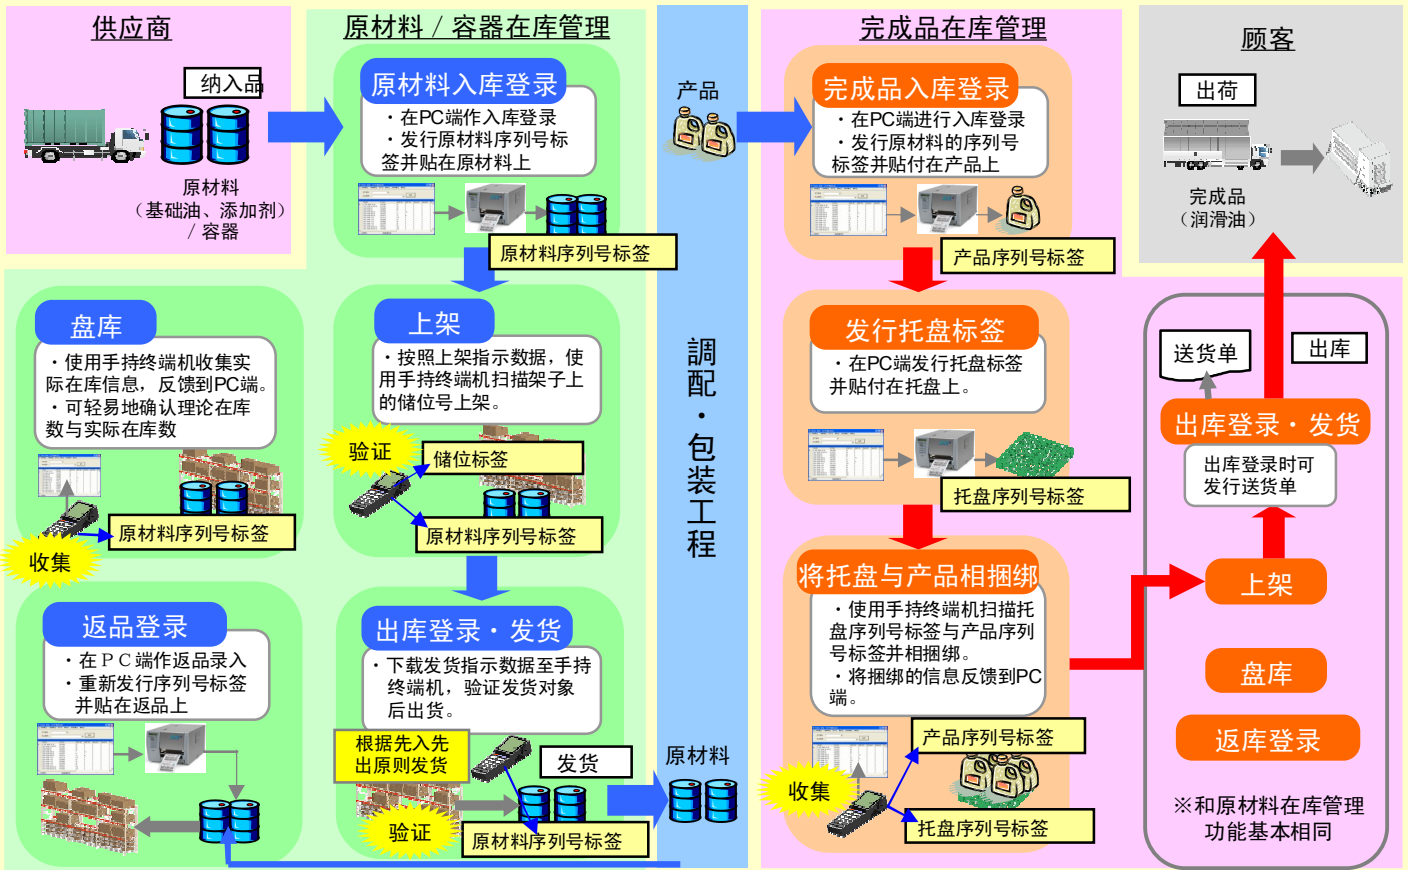 供应商
纳入品
原材料
（基础油、添加剂）
/ 容器
原材料 / 容器在库管理
原材料入库登录
・在PC端作入库登录
・发行原材料序列号标
签并贴在原材料上
原材料序列号标签
上架
・按照上架指示数据，使
用手持终端机扫描架子上
的储位号上架。
验证
储位标签
原材料序列号标签
出库登录・发货
・下载发货指示数据至手持
终端机，验证发货对象
后出货。
根据先入先
出原则发货
发货
验证
原材料序列号标签
盘库
・使用手持终端机收集实
际在库信息，反馈到PC端。
・可轻易地确认理论在库
数与实际在库数
原材料序列号标签
收集
返品登录
・在ＰＣ端作返品录入
・重新发行序列号标签
并贴在返品上
产品
調配・包装工程
原材料
完成品在库管理
完成品入库登录
・在PC端进行入库登录
・发行原材料的序列号
标签并贴付在产品上
产品序列号标签
发行托盘标签
・在PC端发行托盘标签
并贴付在托盘上。
托盘序列号标签
将托盘与产品相捆绑
・使用手持终端机扫描托
盘序列号标签与产品序列
号标签并相捆绑。
・将捆绑的信息反馈到PC
端。
产品序列号标签
收集
托盘序列号标签
顾客
出荷
完成品
（润滑油）
送货单
出库
出库登录・发货
出库登录时可
发行送货单
上架
盘库
返库登录
※和原材料在库管理
功能基本相同